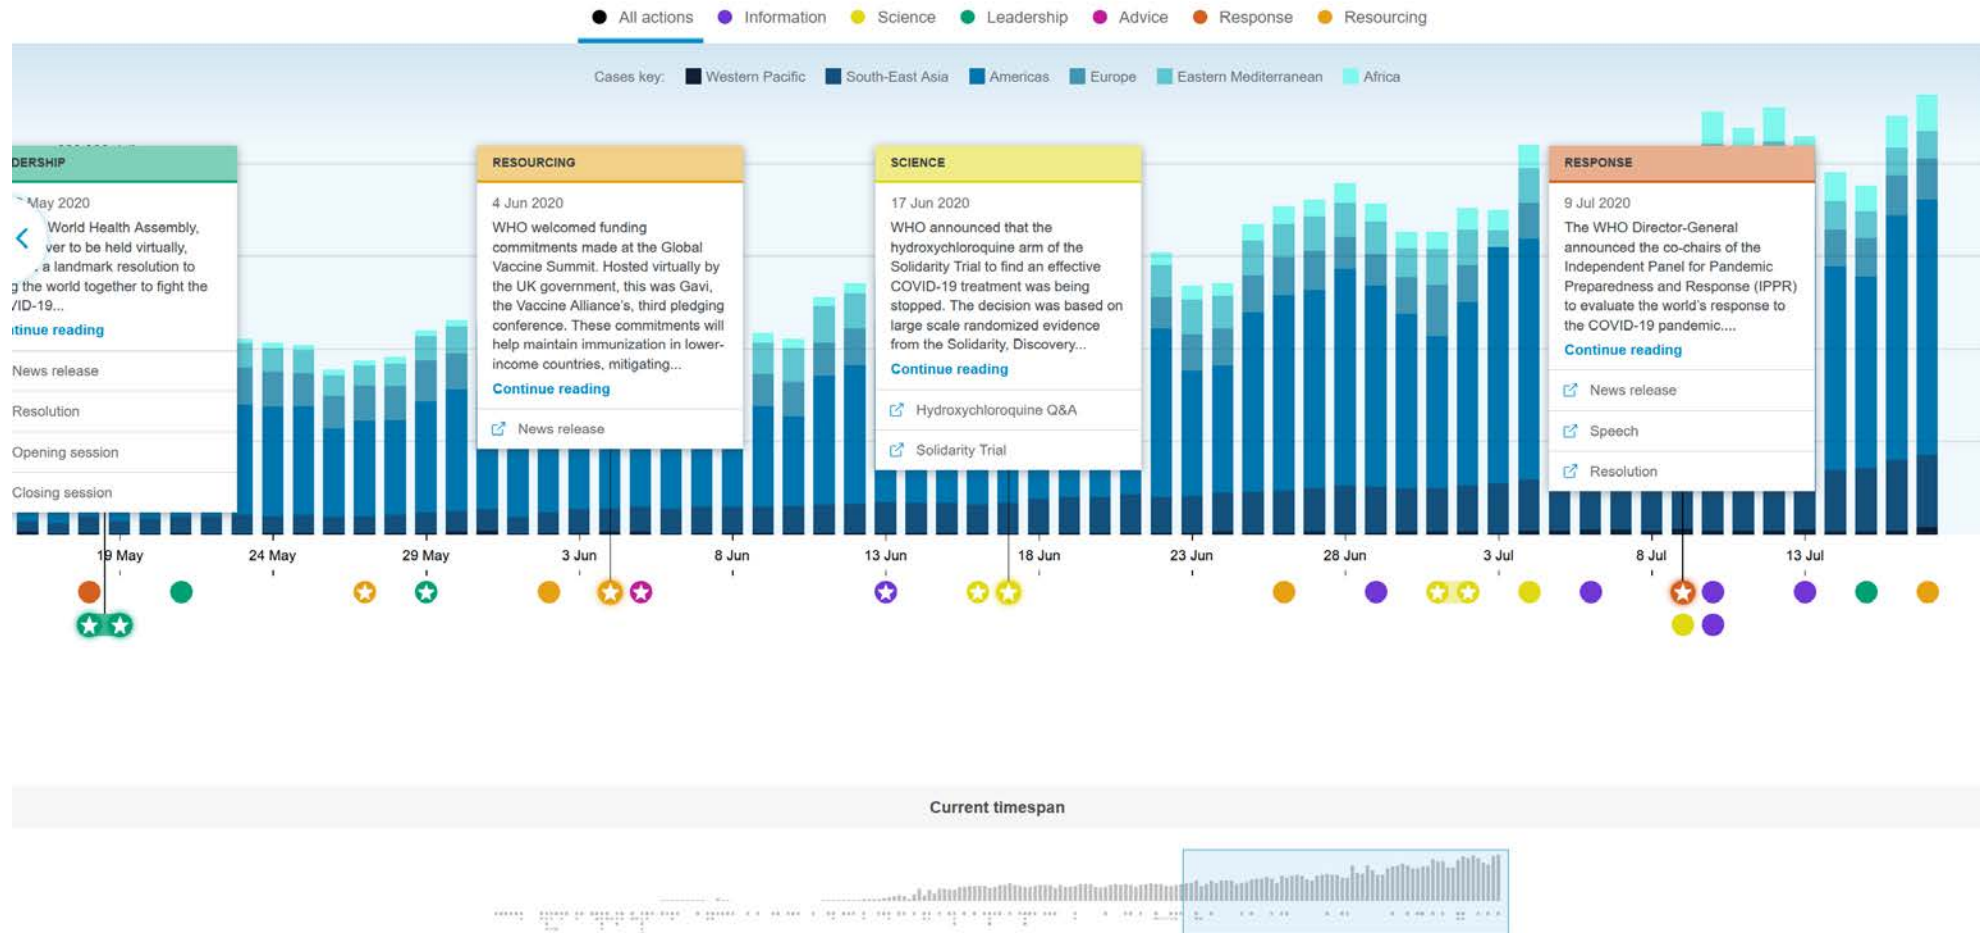 All actions Information Science Leadership Advice Response Resourcing
Cases key: Western Pacific South-East Asia Americas Europe Eastern Mediterranean Africa
DERSHIP
May 2020
World Health Assembly,
ver to be held virtually,
a landmark resolution to
g the world together to fight the
/ID-19...
tinue reading
News release
Resolution
Opening session
Closing session
RESOURCING
4 Jun 2020
WHO welcomed funding
commitments made at the Global
Vaccine Summit. Hosted virtually by
the UK government, this was Gavi,
the Vaccine Alliance's, third pledging
conference. These commitments will
help maintain immunization in lower-
income countries, mitigating...
Continue reading
News release
SCIENCE
17 Jun 2020
WHO announced that the
hydroxychloroquine arm of the
Solidarity Trial to find an effective
COVID-19 treatment was being
stopped. The decision was based on
large scale randomized evidence
from the Solidarity, Discovery...
Continue reading
Hydroxychloroquine Q&A
Solidarity Trial
RESPONSE
9 Jul 2020
The WHO Director-General
announced the co-chairs of the
Independent Panel for Pandemic
Preparedness and Response (IPPR)
to evaluate the world's response to
the COVID-19 pandemic....
Continue reading
News release
Speech
Resolution
19 May 24 May 29 May 3 Jun 8 Jun 13 Jun 18 Jun 23 Jun 28 Jun 3 Jul 8 Jul 13 Jul
Current timespan